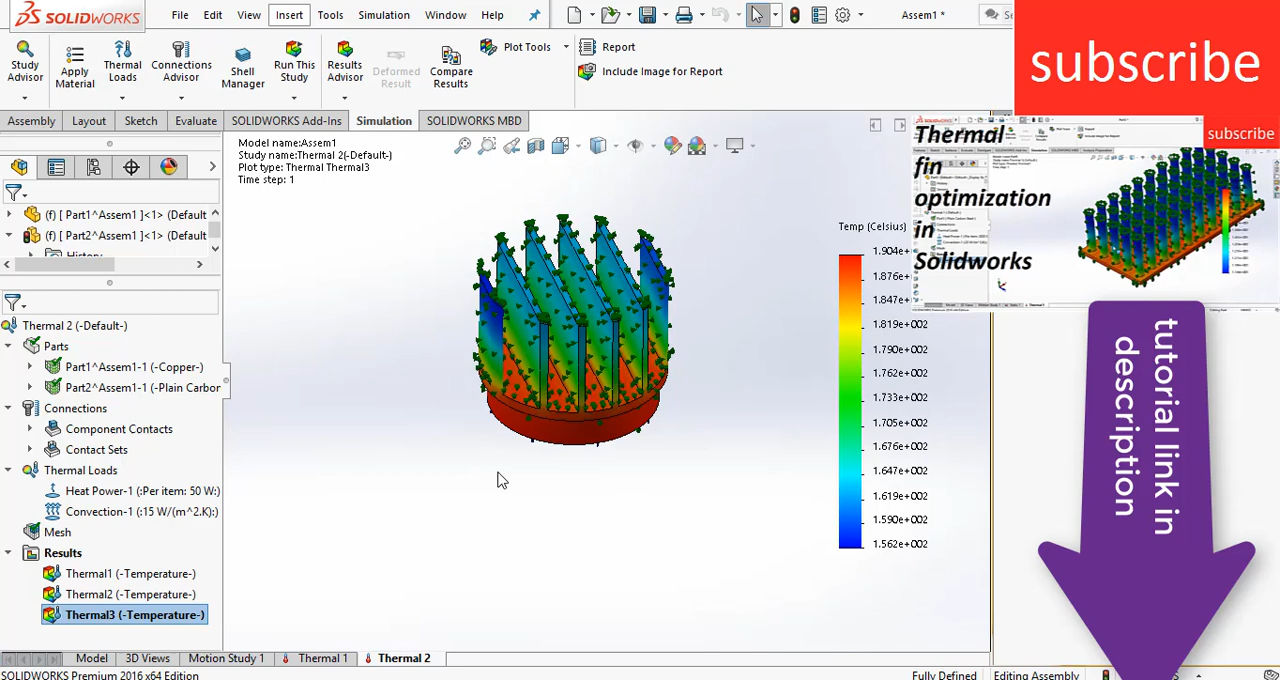 SOLIDWORKS
File
Edit
View
Insert
Tools
Simulation
Window
Help
Assem1 *
Study
Advisor
Apply
Material
Thermal
Loads
Connections
Advisor
Shell
Manager
Run This
Study
Results
Advisor
Deformed
Result
Compare
Results
Plot Tools
Report
Include Image for Report
Assembly
Layout
Sketch
Evaluate
SOLIDWORKS Add-Ins
Simulation
SOLIDWORKS MBD
(f) [ Part1^Assem1 ]<1> (Default
(f) [ Part2^Assem1 ]<1> (Default
History
Thermal 2 (-Default-)
Parts
Part1^Assem1-1 (-Copper-)
Part2^Assem1-1 (-Plain Carbon
Connections
Component Contacts
Contact Sets
Thermal Loads
Heat Power-1 (:Per item: 50 W:)
Convection-1 (:15 W/(m^2.K):)
Mesh
Results
Thermal1 (-Temperature-)
Thermal2 (-Temperature-)
Thermal3 (-Temperature-)
Study name:Thermal 2(-Default-)
Plot type: Thermal Thermal3
Time step: 1
Temp (Celsius)
1.904e+
1.876e+
1.847e+
1.819e+002
1.790e+002
1.762e+002
1.733e+002
1.705e+002
1.676e+002
1.647e+002
1.619e+002
1.590e+002
1.562e+002
subscribe
subscribe
Thermal
fin
optimization
in
Solidworks
tutorial link in
description
Model
3D Views
Motion Study 1
Thermal 1
Thermal 2
SOLIDWORKS Premium 2016 x64 Edition
Fully Defined
Editing Assembly